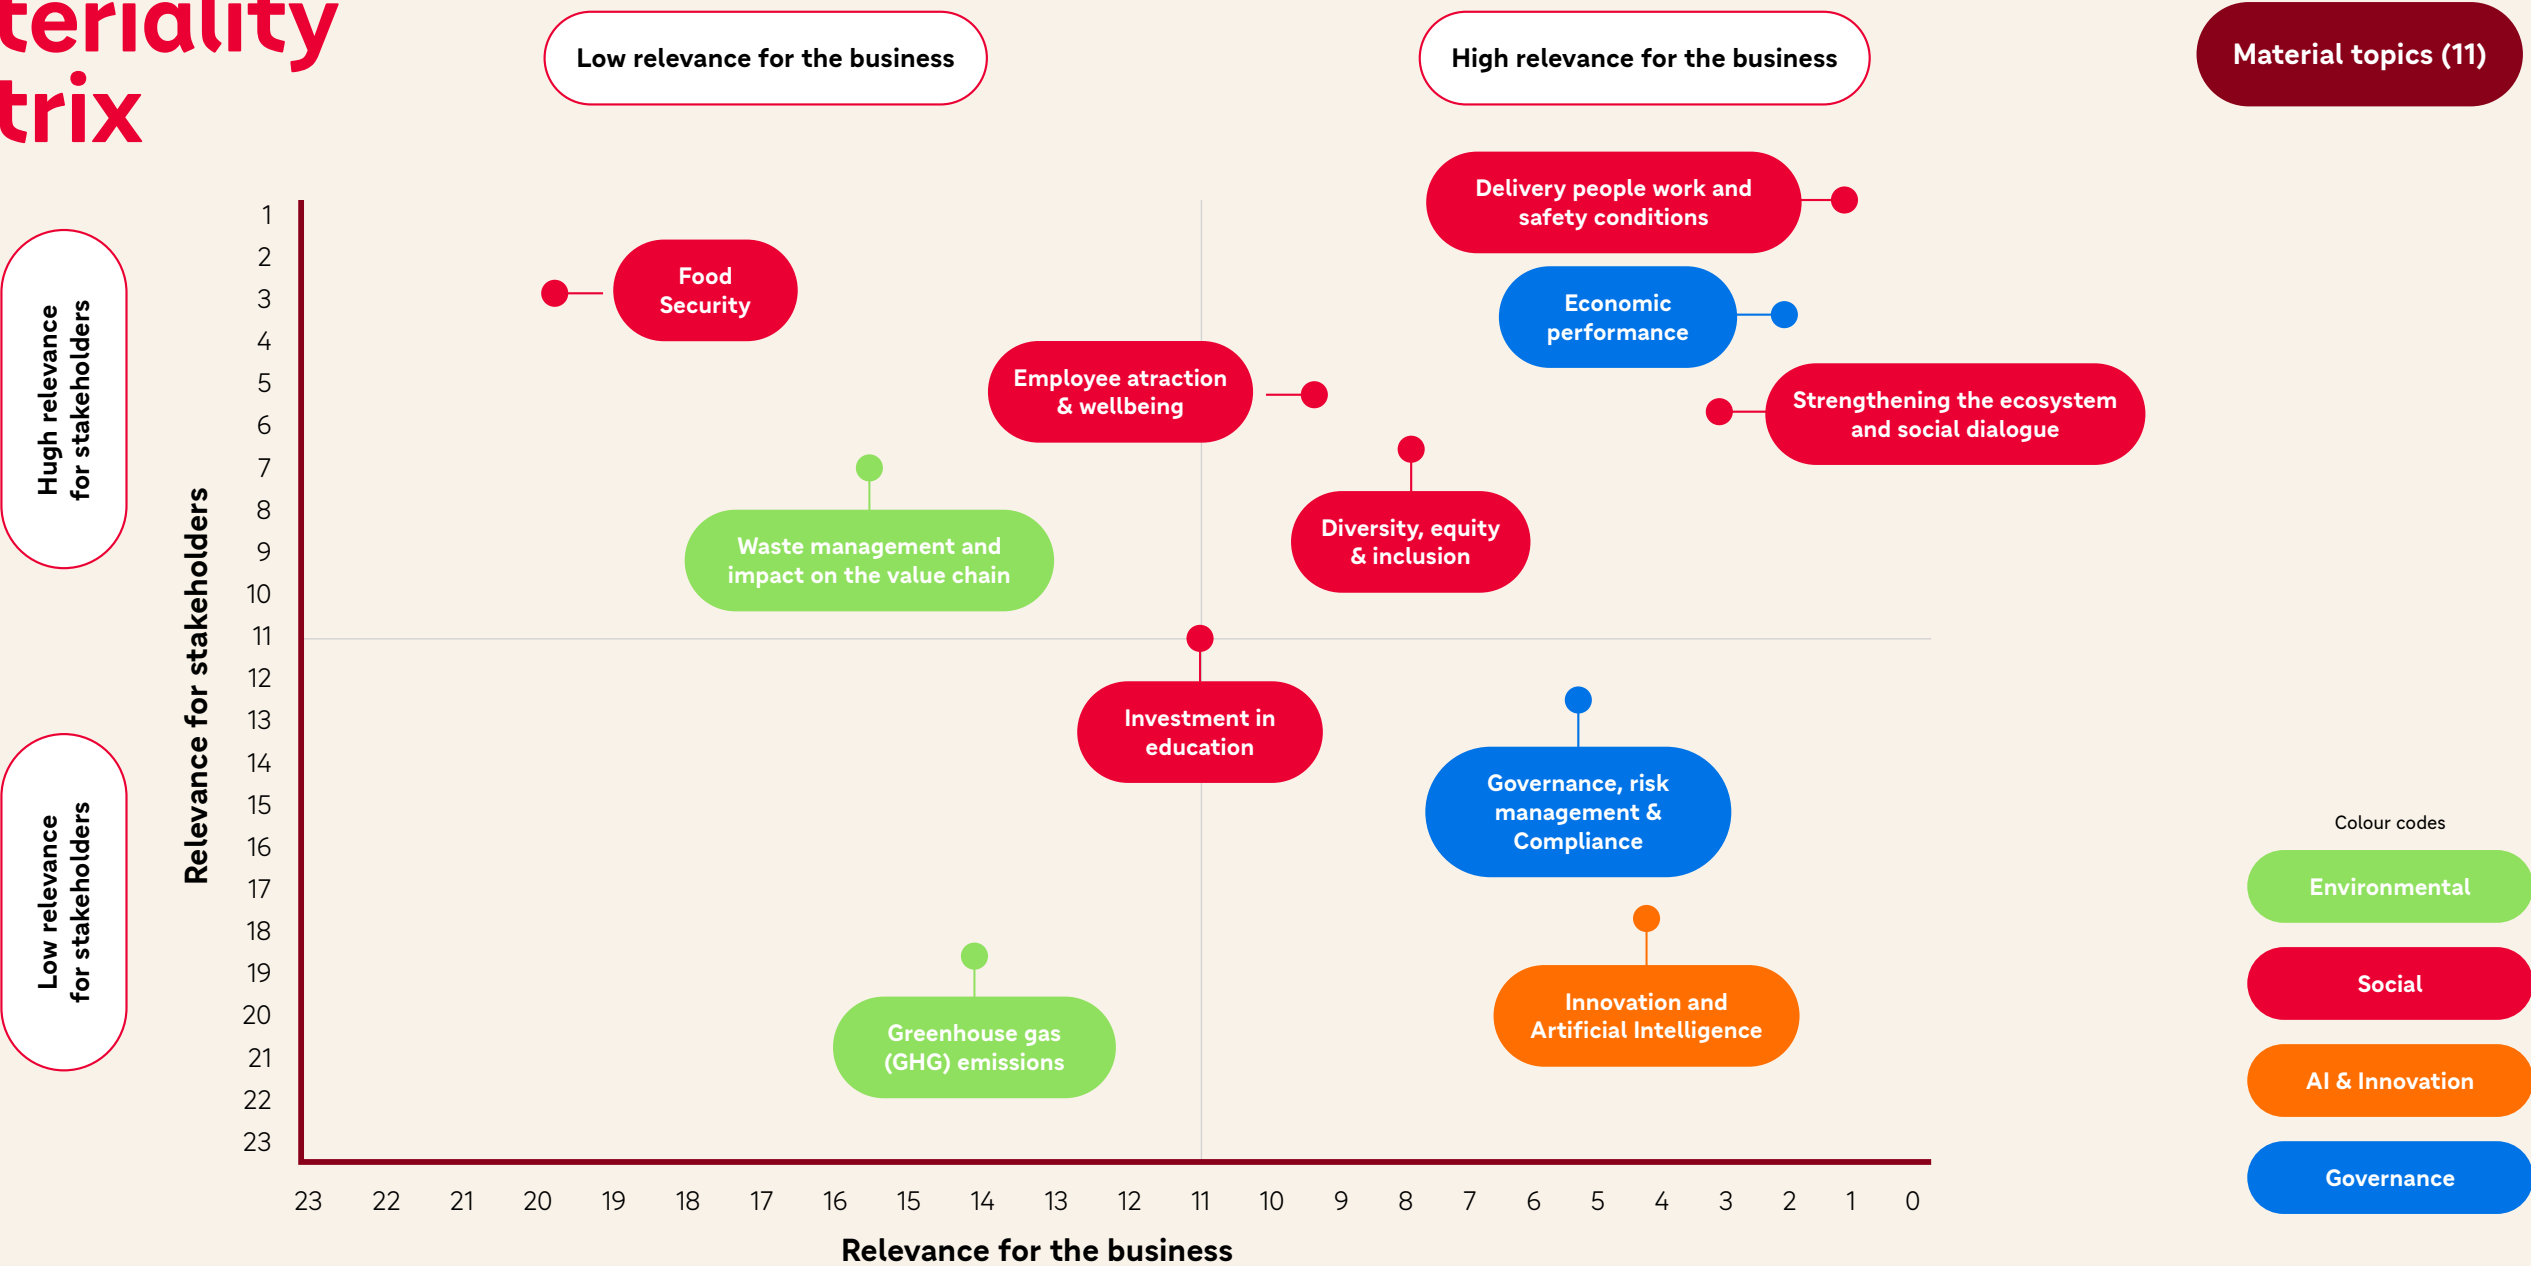 teriality
trix
Low relevance for the business
High relevance for the business
Material topics (11)
Hugh relevance
for stakeholders
Low relevance
for stakeholders
Relevance for stakeholders
1
2
3
4
5
6
7
8
9
10
11
12
13
14
15
16
17
18
19
20
21
22
23
Delivery people work and
safety conditions
Food
Security
Economic
performance
Employee atraction
& wellbeing
Strengthening the ecosystem
and social dialogue
Diversity, equity
& inclusion
Waste management and
impact on the value chain
Investment in
education
Governance, risk
management &
Compliance
Innovation and
Artificial Intelligence
Greenhouse gas
(GHG) emissions
23 22 21 20 19 18 17 16 15 14 13 12 11 10 9 8 7 6 5 4 3 2 1 0
Relevance for the business
Colour codes
Environmental
Social
AI & Innovation
Governance